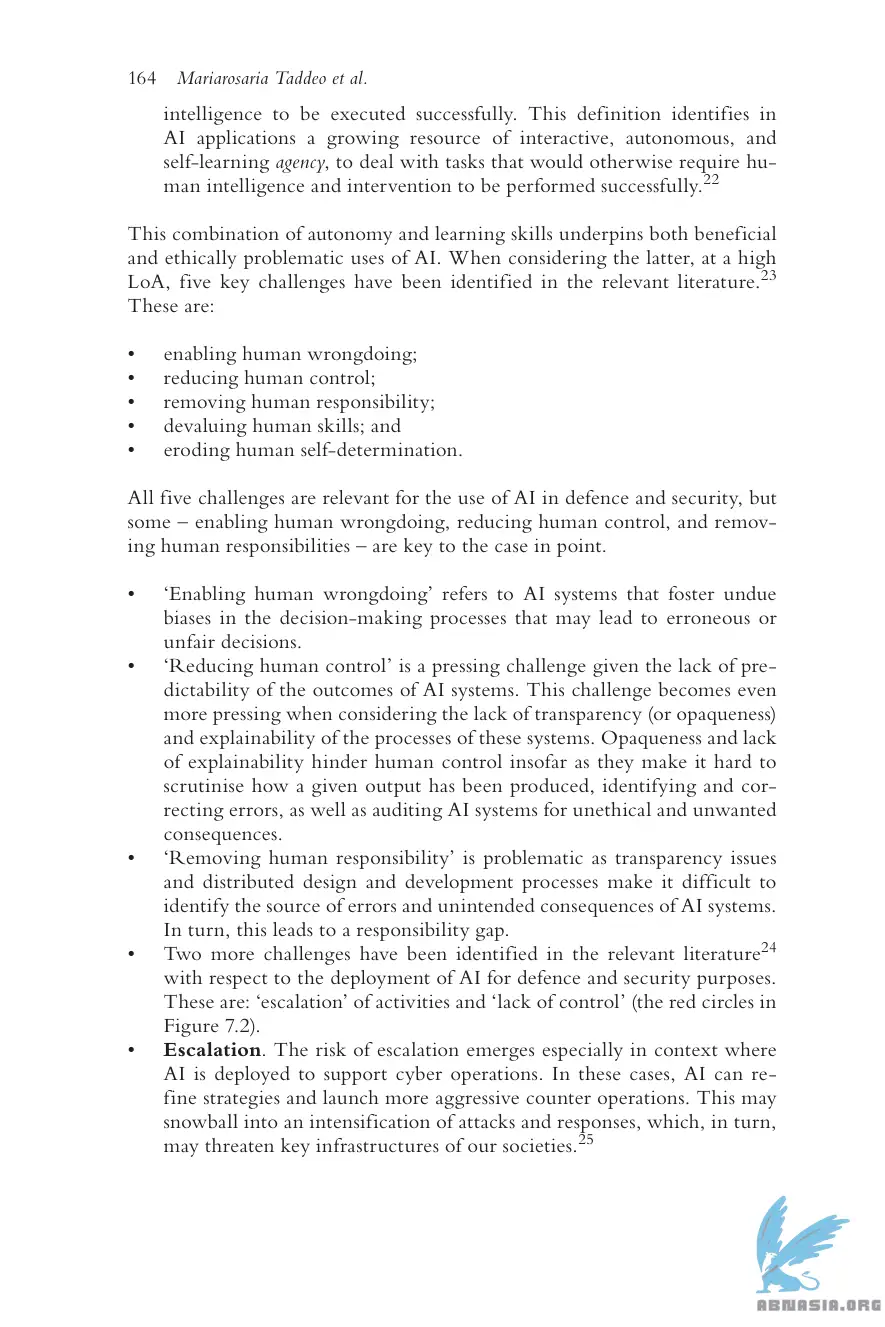 164 Mariarosaria Taddeo et al.
intelligence to be executed successfully. This definition identifies in
AI applications a growing resource of interactive, autonomous, and
self-learning agency, to deal with tasks that would otherwise require hu-
man intelligence and intervention to be performed successfully.22
This combination of autonomy and learning skills underpins both beneficial
and ethically problematic uses of AI. When considering the latter, at a high
LoA, five key challenges have been identified in the relevant literature.23
These are:
• enabling human wrongdoing;
• reducing human control;
• removing human responsibility;
• devaluing human skills; and
• eroding human self-determination.
All five challenges are relevant for the use of AI in defence and security, but
some – enabling human wrongdoing, reducing human control, and remov-
ing human responsibilities – are key to the case in point.
• ‘Enabling human wrongdoing’ refers to AI systems that foster undue
biases in the decision-making processes that may lead to erroneous or
unfair decisions.
• ‘Reducing human control’ is a pressing challenge given the lack of pre-
dictability of the outcomes of AI systems. This challenge becomes even
more pressing when considering the lack of transparency (or opaqueness)
and explainability of the processes of these systems. Opaqueness and lack
of explainability hinder human control insofar as they make it hard to
scrutinise how a given output has been produced, identifying and cor-
recting errors, as well as auditing AI systems for unethical and unwanted
consequences.
• ‘Removing human responsibility’ is problematic as transparency issues
and distributed design and development processes make it difficult to
identify the source of errors and unintended consequences of AI systems.
In turn, this leads to a responsibility gap.
• Two more challenges have been identified in the relevant literature24
with respect to the deployment of AI for defence and security purposes.
These are: ‘escalation’ of activities and ‘lack of control’ (the red circles in
Figure 7.2).
• Escalation. The risk of escalation emerges especially in context where
AI is deployed to support cyber operations. In these cases, AI can re-
fine strategies and launch more aggressive counter operations. This may
snowball into an intensification of attacks and responses, which, in turn,
may threaten key infrastructures of our societies.25
ABNASIA.ORG